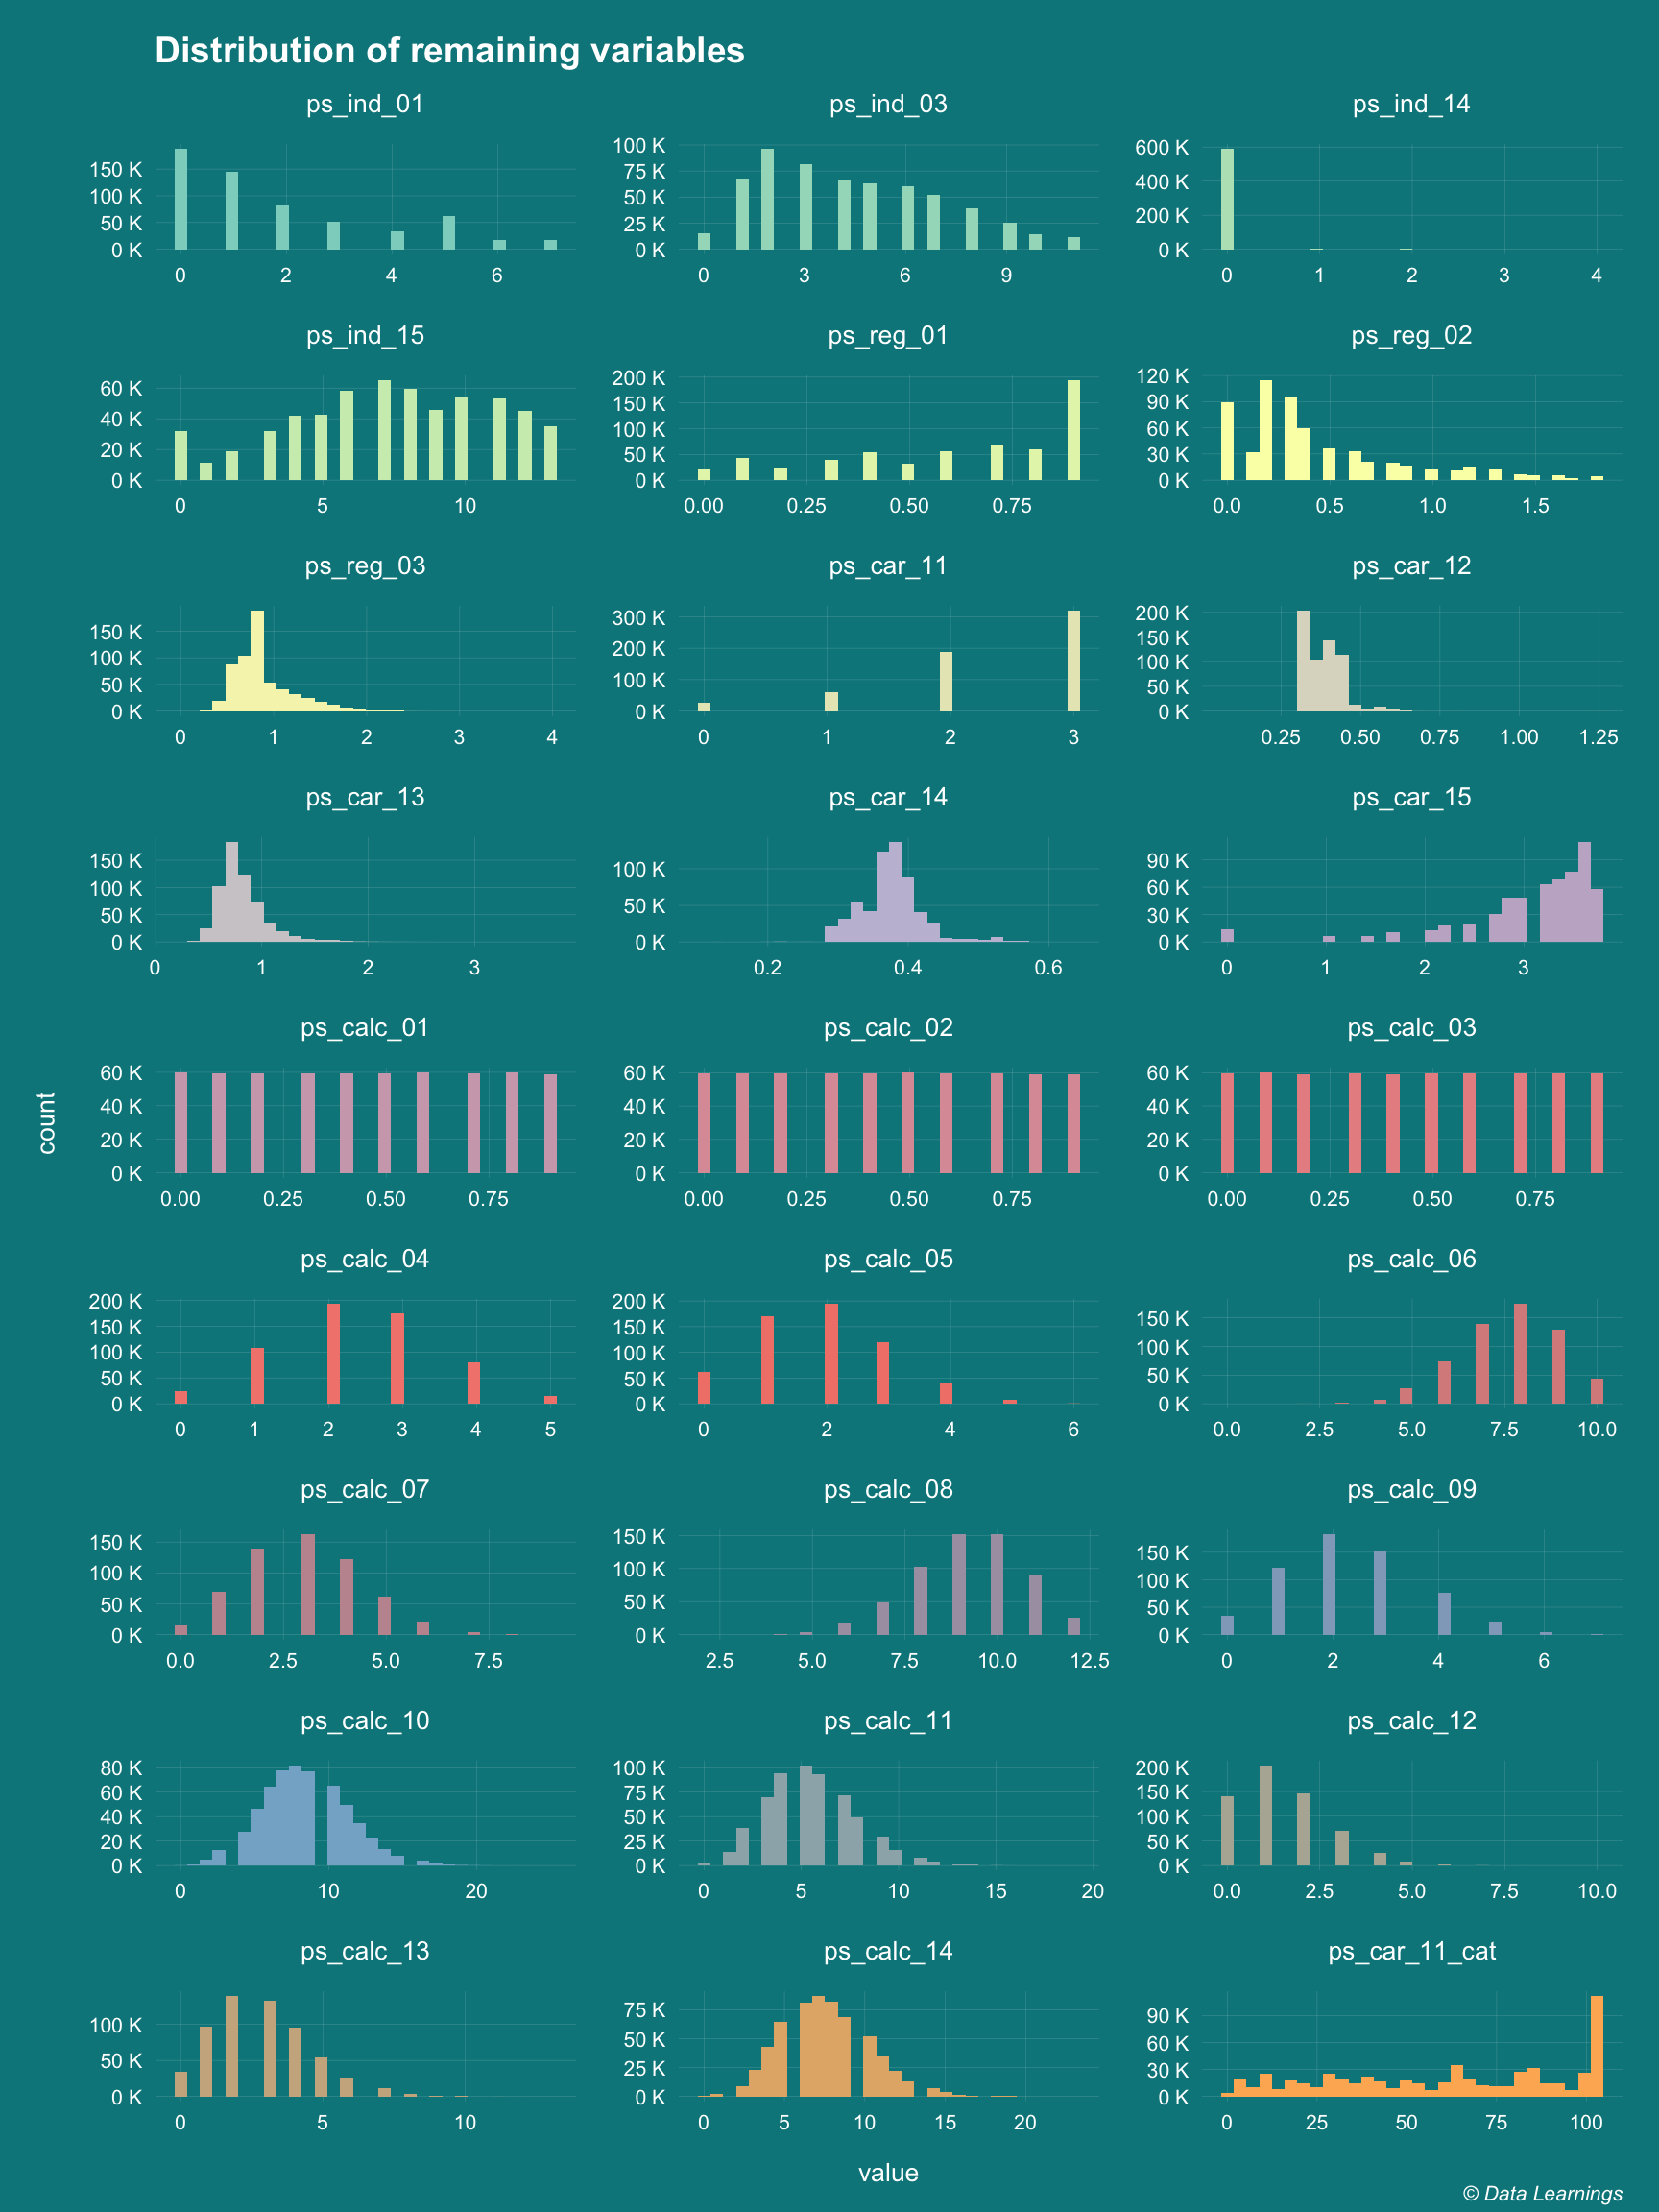 Distribution of remaining variables
ps_ind_01 ps_ind_03 ps_ind_14
150 K 100 K 50 K 0 K
0 2 4 6
100 K 75 K 50 K 25 K 0 K
0 3 6 9
600 K 400 K 200 K 0 K
0 1 2 3 4
ps_ind_15 ps_reg_01 ps_reg_02
60 K 40 K 20 K 0 K
0 5 10
200 K 150 K 100 K 50 K 0 K
0.00 0.25 0.50 0.75
120 K 90 K 60 K 30 K 0 K
0.0 0.5 1.0 1.5
ps_reg_03 ps_car_11 ps_car_12
150 K 100 K 50 K 0 K
0 1 2 3 4
300 K 200 K 100 K 0 K
0 1 2 3
200 K 150 K 100 K 50 K 0 K
0.25 0.50 0.75 1.00 1.25
ps_car_13 ps_car_14 ps_car_15
150 K 100 K 50 K 0 K
0 1 2 3
100 K 50 K 0 K
0.2 0.4 0.6
90 K 60 K 30 K 0 K
0 1 2 3
ps_calc_01 ps_calc_02 ps_calc_03
60 K 40 K 20 K 0 K
0.00 0.25 0.50 0.75
60 K 40 K 20 K 0 K
0.00 0.25 0.50 0.75
60 K 40 K 20 K 0 K
0.00 0.25 0.50 0.75
count
ps_calc_04 ps_calc_05 ps_calc_06
200 K 150 K 100 K 50 K 0 K
0 1 2 3 4 5
200 K 150 K 100 K 50 K 0 K
0 2 4 6
150 K 100 K 50 K 0 K
0.0 2.5 5.0 7.5 10.0
ps_calc_07 ps_calc_08 ps_calc_09
150 K 100 K 50 K 0 K
0.0 2.5 5.0 7.5
150 K 100 K 50 K 0 K
2.5 5.0 7.5 10.0 12.5
150 K 100 K 50 K 0 K
0 2 4 6
ps_calc_10 ps_calc_11 ps_calc_12
80 K 60 K 40 K 20 K 0 K
0 10 20
100 K 75 K 50 K 25 K 0 K
0 5 10 15 20
200 K 150 K 100 K 50 K 0 K
0.0 2.5 5.0 7.5 10.0
ps_calc_13 ps_calc_14 ps_car_11_cat
100 K 50 K 0 K
0 5 10
75 K 50 K 25 K 0 K
0 5 10 15 20
90 K 60 K 30 K 0 K
0 25 50 75 100
value
© Data Learnings